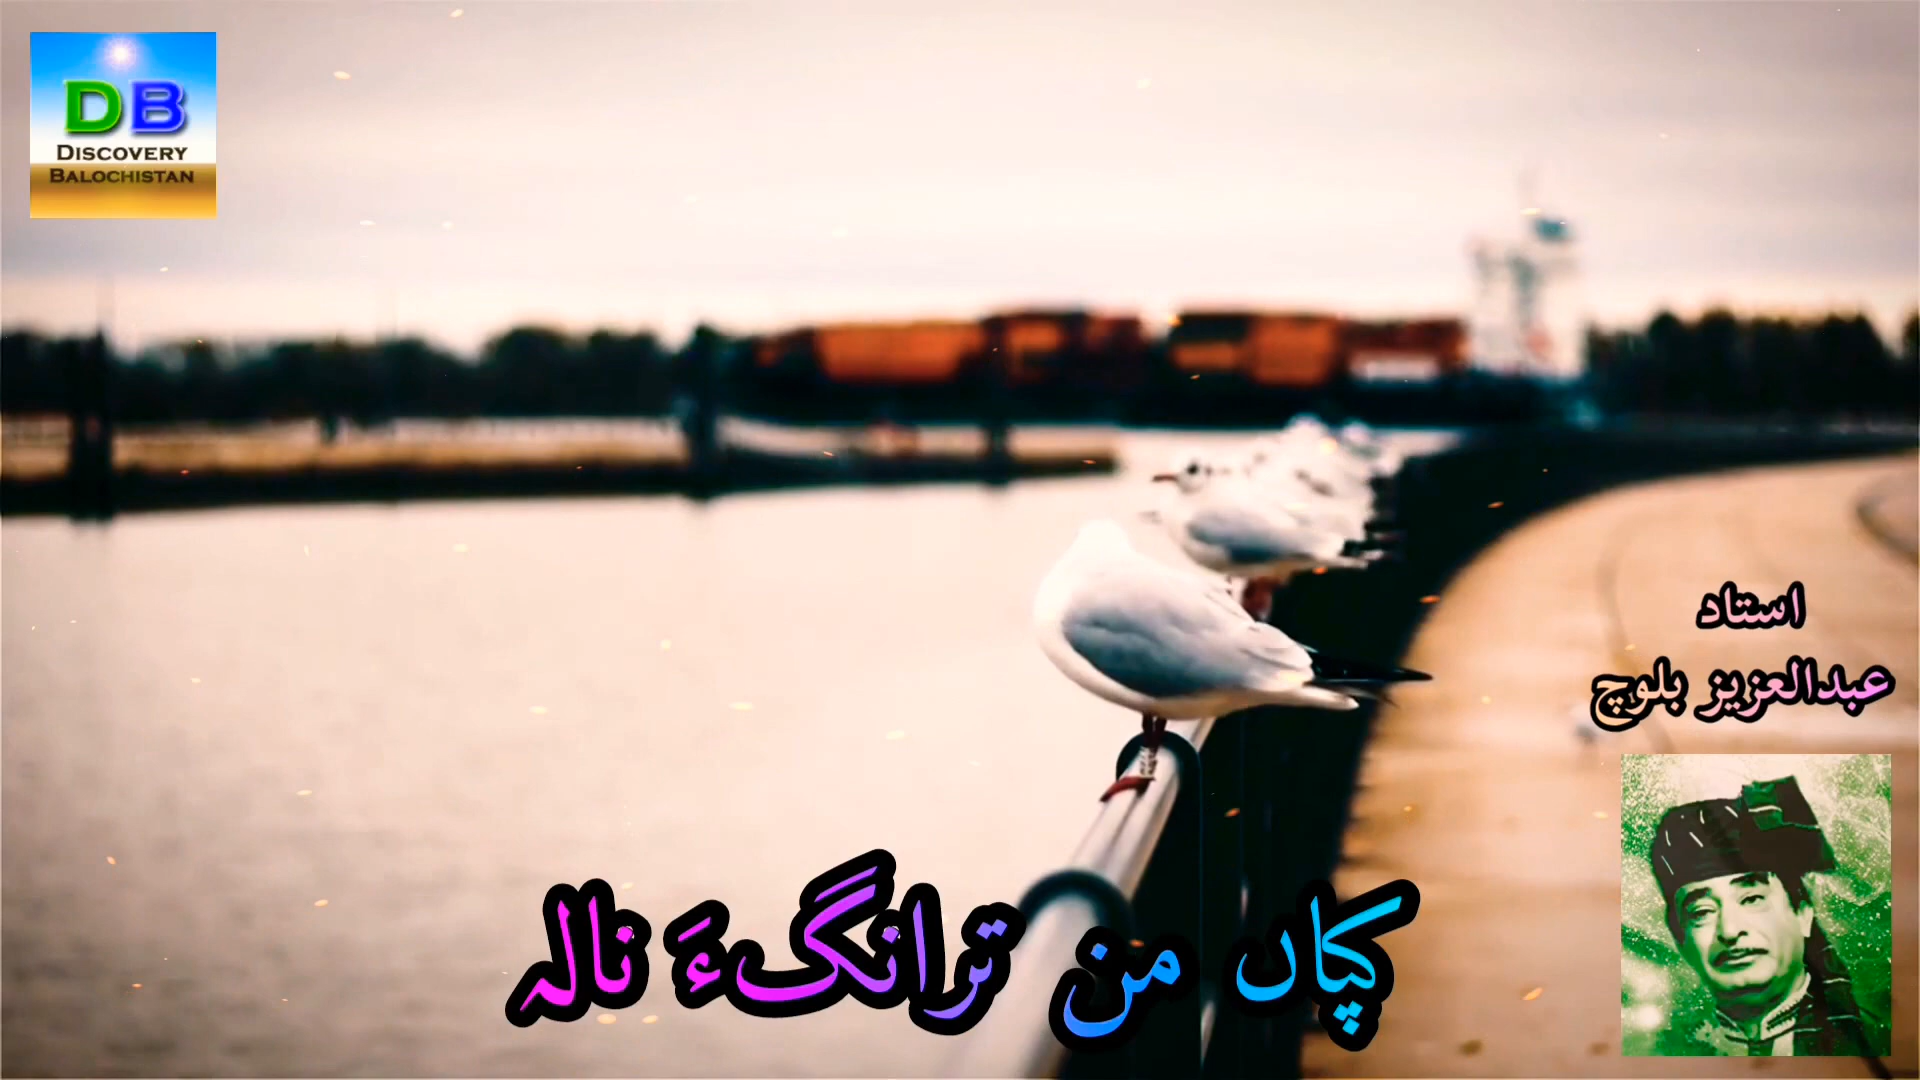 DB
DISCOVERY
BALOCHISTAN
استاد
عبدالعزیز بلوچ
کپاں من ترانگءَ نالہ